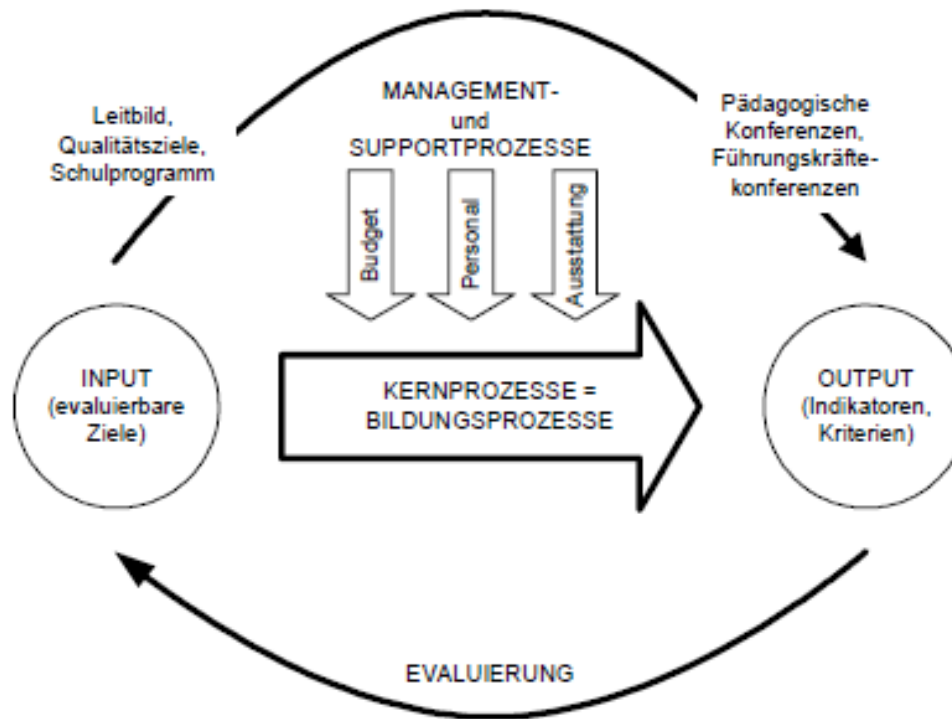 Leitbild,
Qualitätsziele,
Schulprogramm
MANAGEMENT-
und
SUPPORTPROZESSE
Pädagogische
Konferenzen,
Führungskräfte-
konferenzen
Budget
Personal
Ausstattung
INPUT
(evaluierbare
Ziele)
KERNPROZESSE =
BILDUNGSPROZESSE
OUTPUT
(Indikatoren,
Kriterien)
EVALUIERUNG